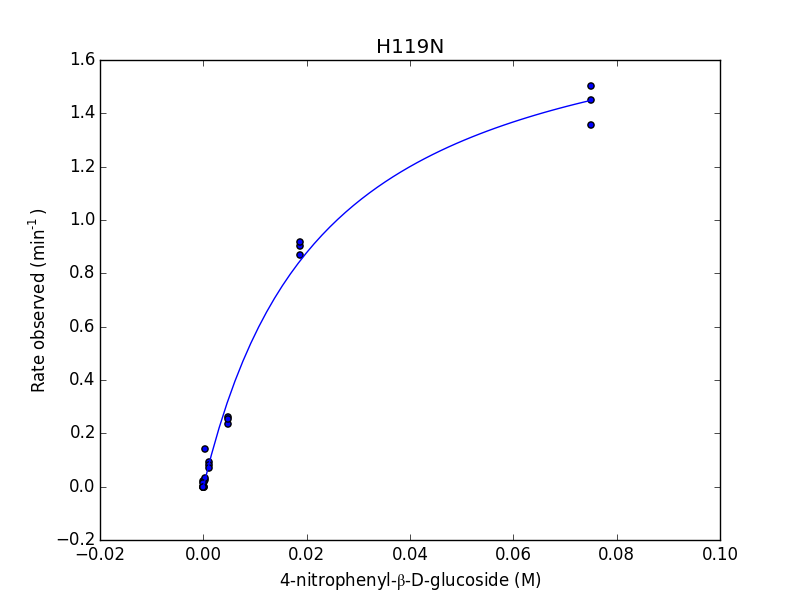 H119N
1.6
1.4
1.2
1.0
0.8
0.6
0.4
0.2
0.0
−0.2
Rate observed (min⁻¹)
−0.02 0.00 0.02 0.04 0.06 0.08 0.10
4-nitrophenyl-β-D-glucoside (M)